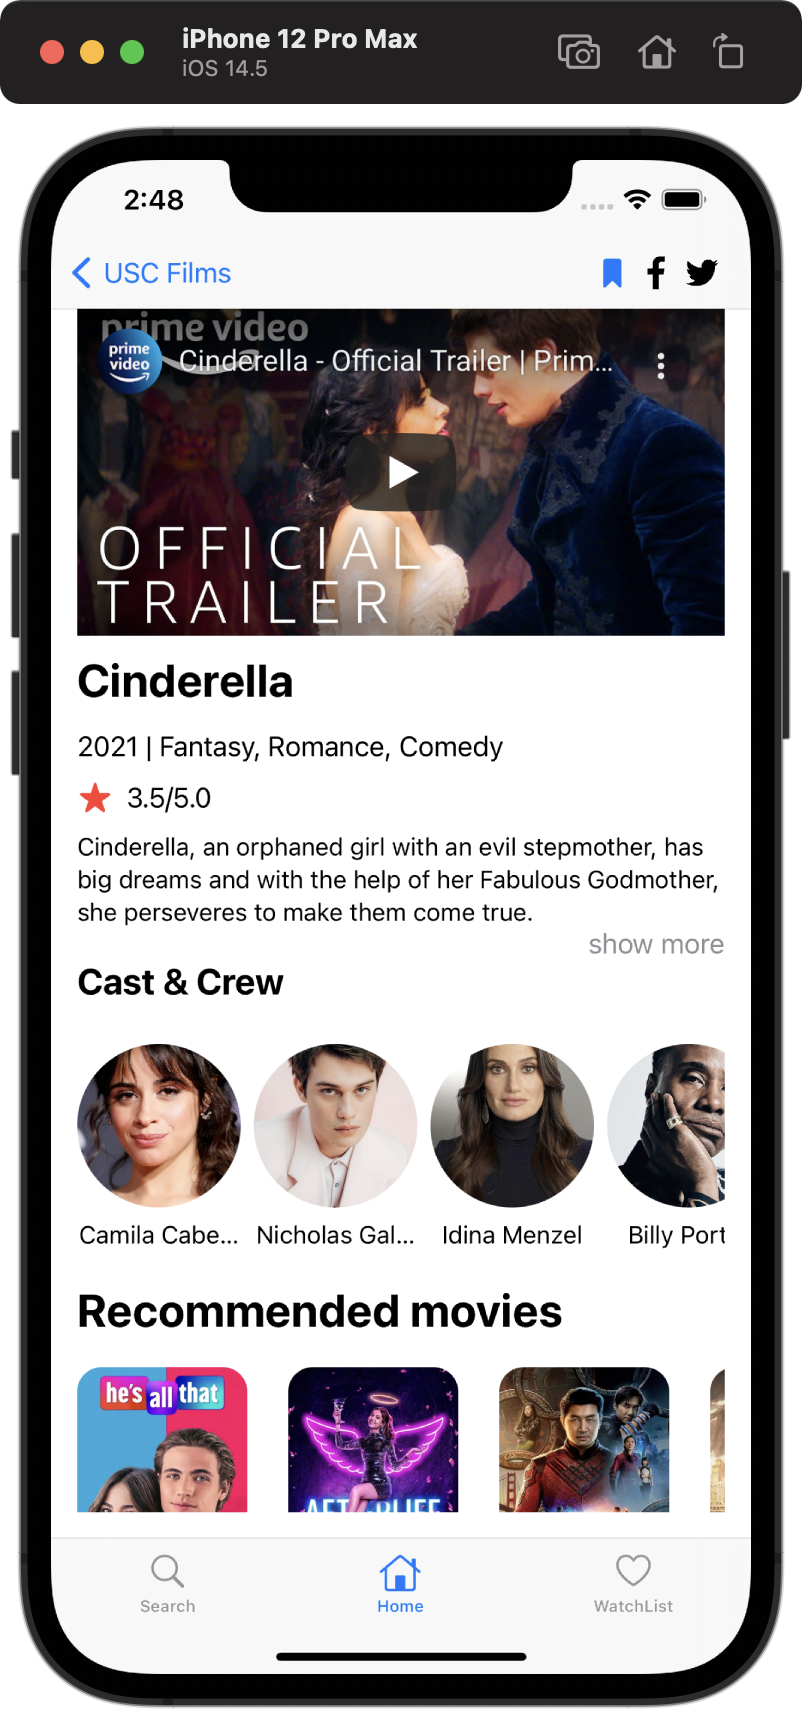 iPhone 12 Pro Max
iOS 14.5
2:48
USC Films
prime video
prime
video
Cinderella - Official Trailer | Prim...
OFFICIAL
TRAILER
Cinderella
2021 | Fantasy, Romance, Comedy
3.5/5.0
Cinderella, an orphaned girl with an evil stepmother, has
big dreams and with the help of her Fabulous Godmother,
she perseveres to make them come true.
show more
Cast & Crew
Camila Cabe...
Nicholas Gal...
Idina Menzel
Billy Port
Recommended movies
he's all that
Search
Home
WatchList